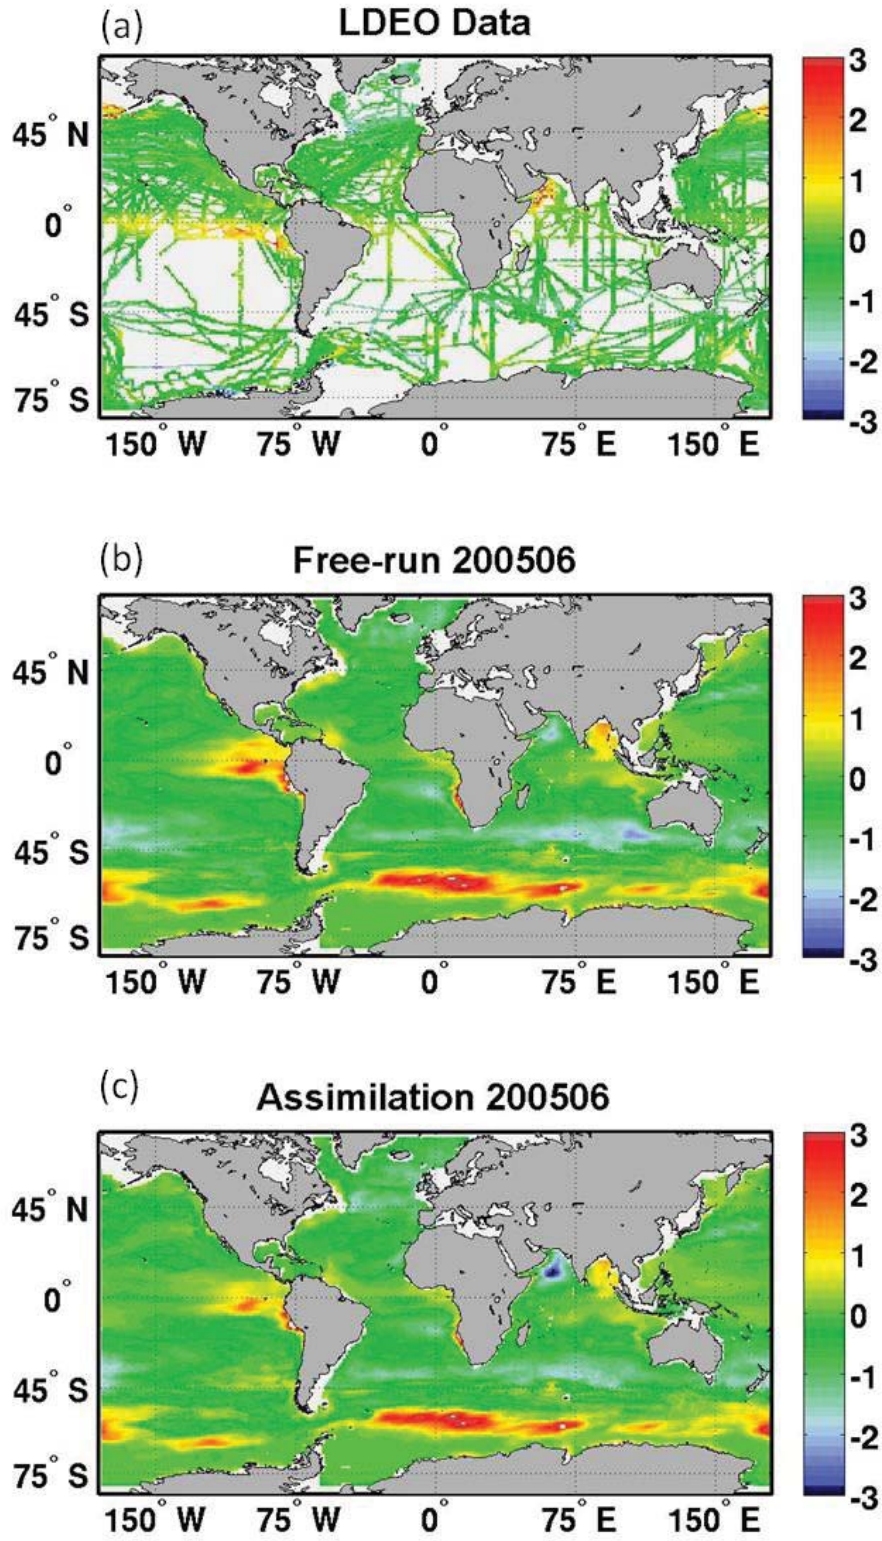 (a) LDEO Data
3
2
45° N
1
0°
0
-1
45° S
-2
75° S
-3
150° W 75° W 0° 75° E 150° E
(b) Free-run 200506
3
2
45° N
1
0°
0
-1
45° S
-2
75° S
-3
150° W 75° W 0° 75° E 150° E
(c) Assimilation 200506
3
2
45° N
1
0°
0
-1
45° S
-2
75° S
-3
150° W 75° W 0° 75° E 150° E